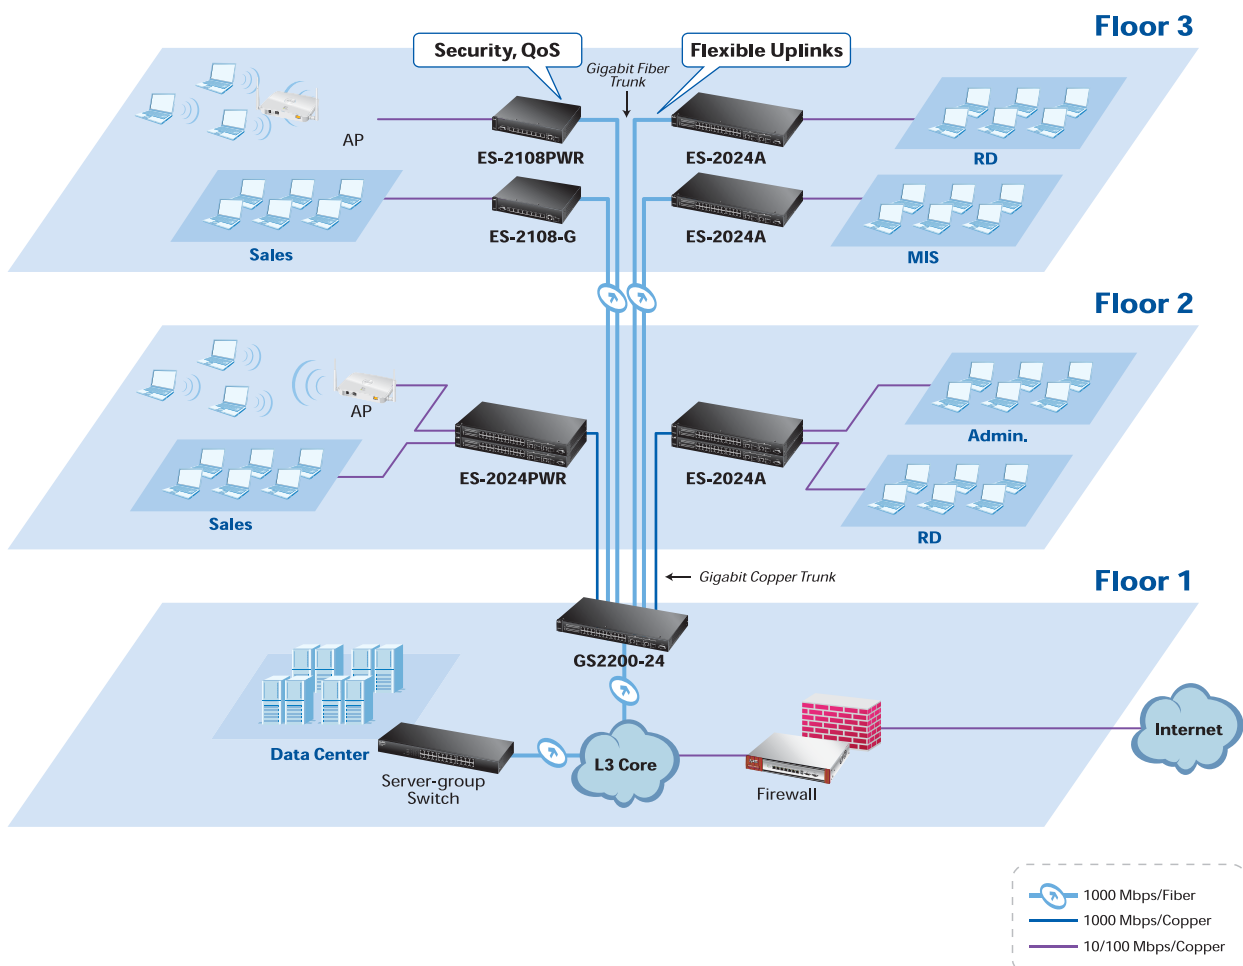 Floor 3
Security, QoS
Flexible Uplinks
Gigabit Fiber
Trunk
AP
ES-2108PWR
ES-2024A
RD
Sales
ES-2108-G
ES-2024A
MIS
Floor 2
AP
ES-2024PWR
ES-2024A
Admin.
Sales
RD
Gigabit Copper Trunk
Floor 1
GS2200-24
Data Center
Server-group
Switch
L3 Core
Firewall
Internet
1000 Mbps/Fiber
1000 Mbps/Copper
10/100 Mbps/Copper